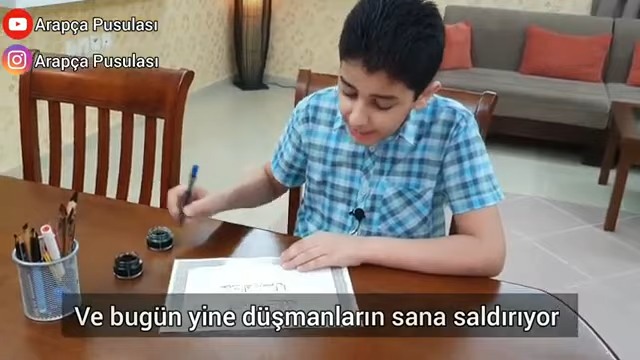 Arapça Pusulası
Arapça Pusulası
Ve bugün yine düşmanların sana saldırıyor